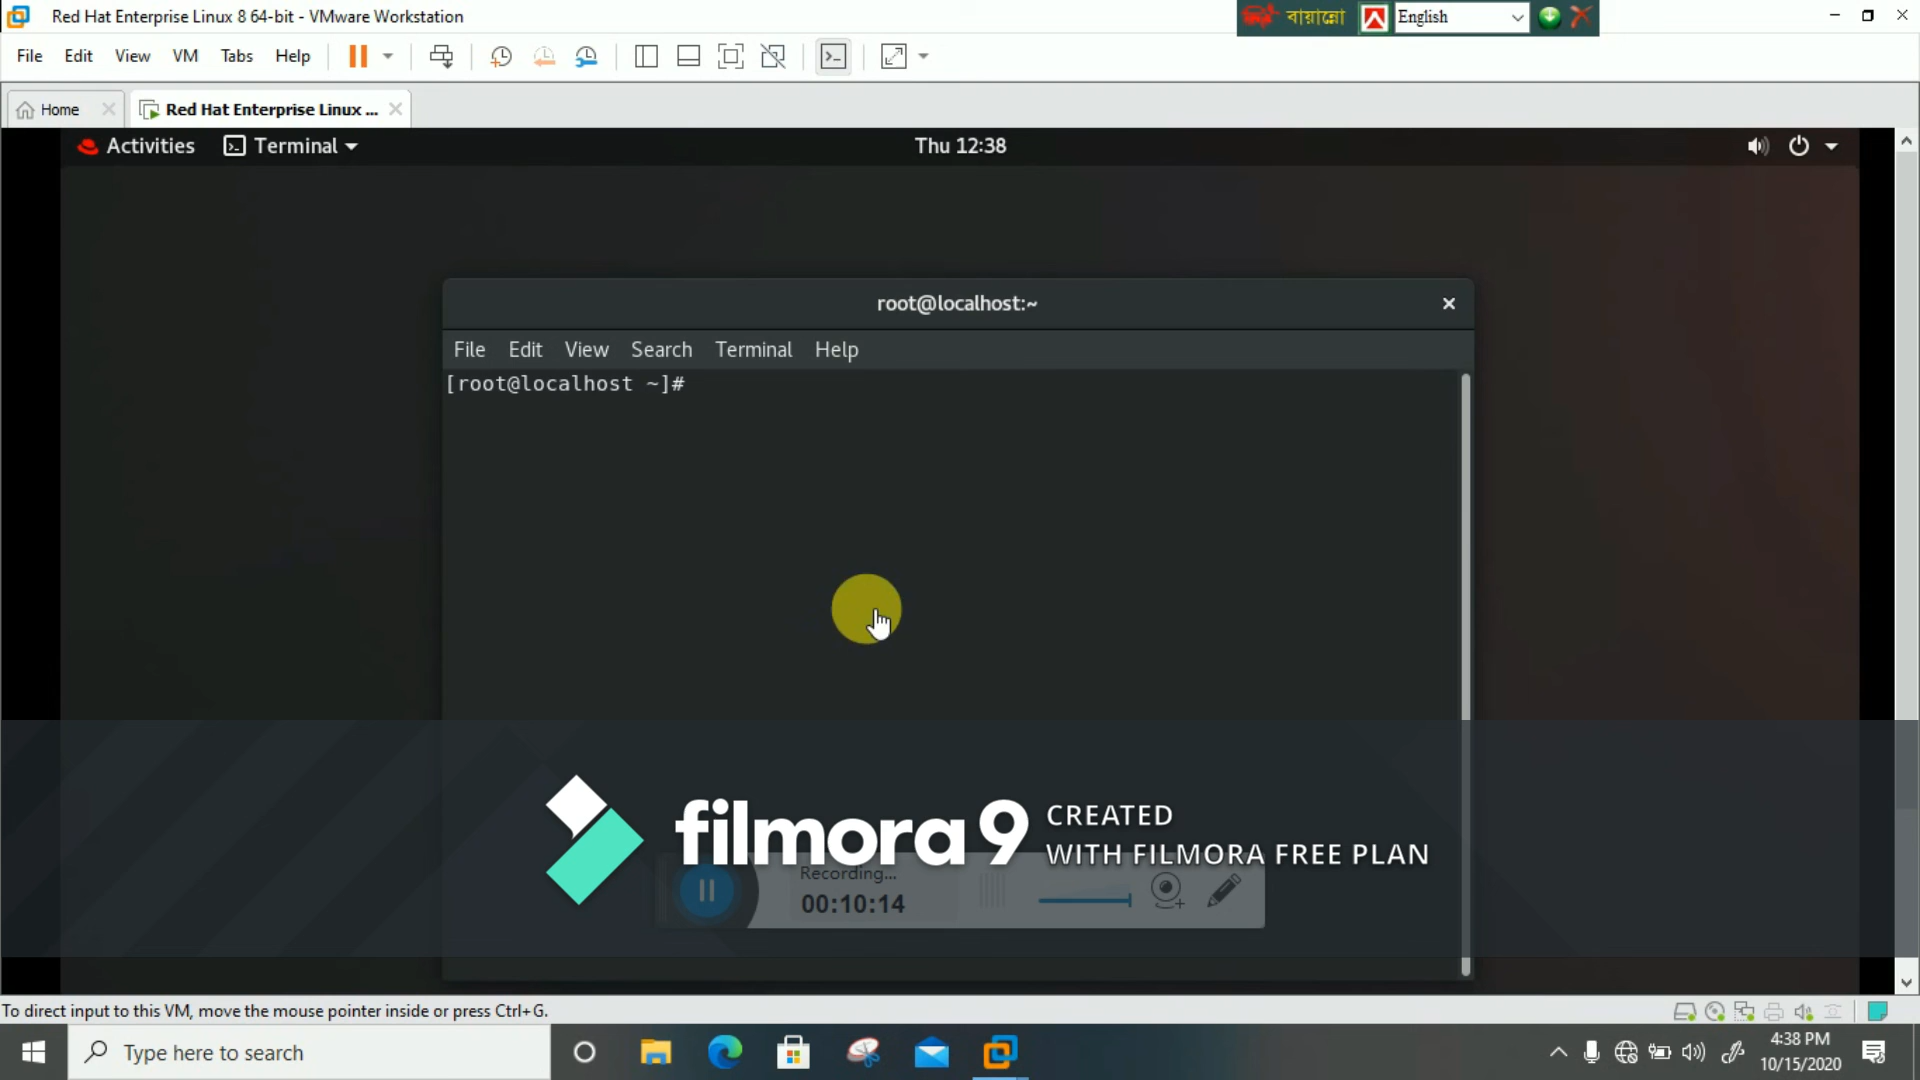 Red Hat Enterprise Linux 8 64-bit - VMware Workstation
বায়ান্নো
English
File Edit View VM Tabs Help
Home
Red Hat Enterprise Linux ...
Activities Terminal
Thu 12:38
root@localhost:~
File Edit View Search Terminal Help
[root@localhost ~]#
filmora9
CREATED
WITH FILMORA FREE PLAN
Recording...
00:10:14
To direct input to this VM, move the mouse pointer inside or press Ctrl+G.
Type here to search
4:38 PM
10/15/2020